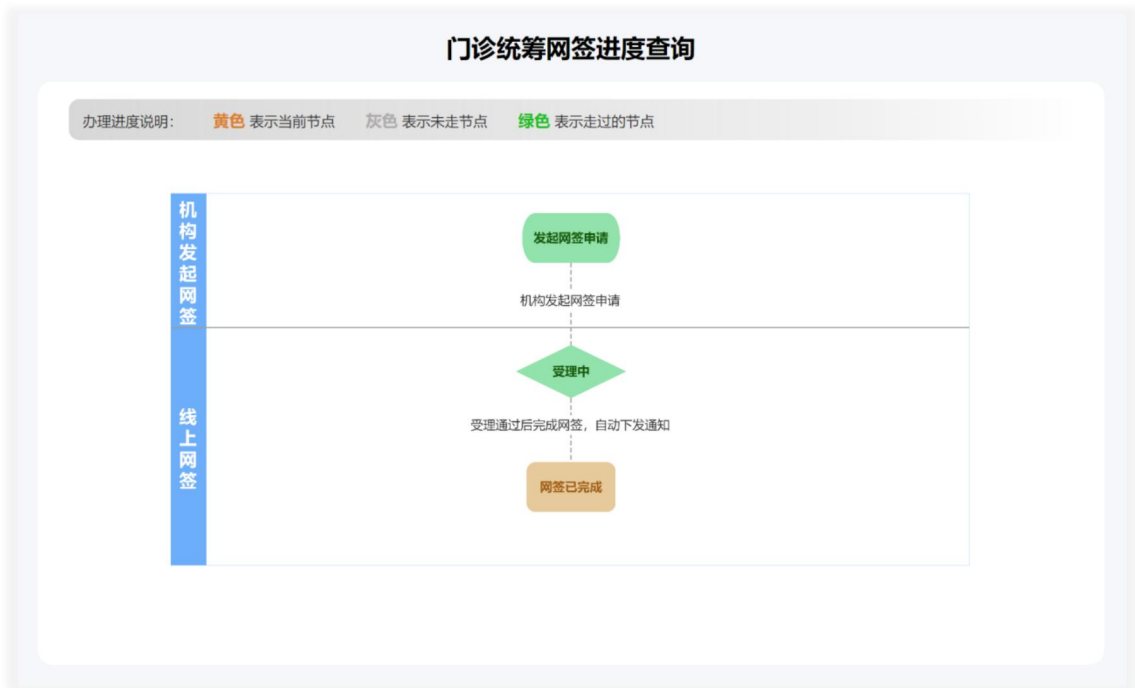 门诊统筹网签进度查询
办理进度说明： 黄色 表示当前节点 灰色 表示未走节点 绿色 表示走过的节点
机构发起网签
发起网签申请
机构发起网签申请
线上网签
受理中
受理通过后完成网签，自动下发通知
网签已完成